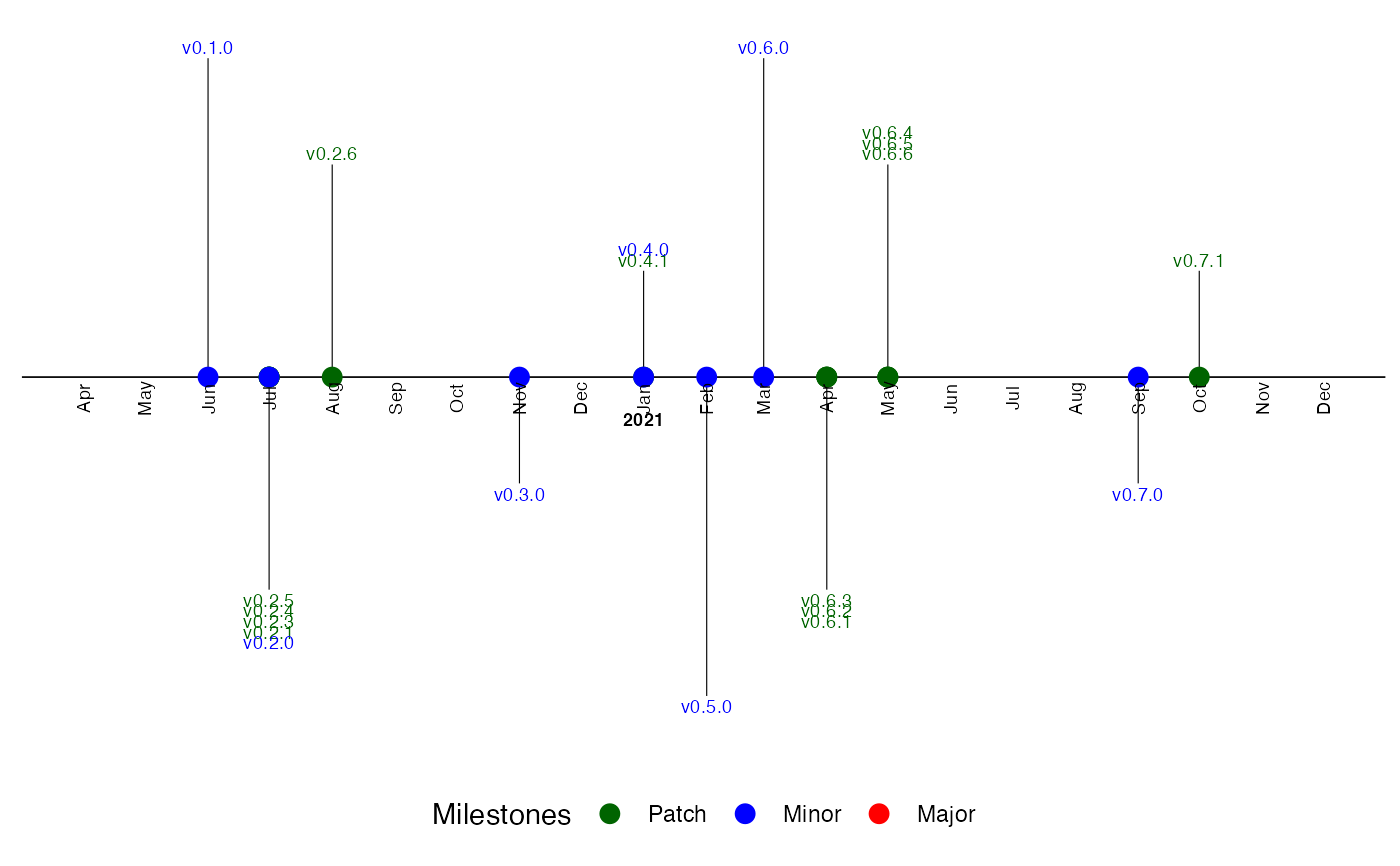 v0.1.0
v0.6.0
v0.6.4
v0.6.5
v0.6.6
v0.2.6
v0.4.0
v0.4.1
v0.7.1
Apr
May
Jun
Jul
Aug
Sep
Oct
Nov
Dec
Jan
Feb
Mar
Apr
May
Jun
Jul
Aug
Sep
Oct
Nov
Dec
2021
v0.3.0
v0.7.0
v0.2.5
v0.2.4
v0.2.3
v0.2.1
v0.2.0
v0.6.3
v0.6.2
v0.6.1
v0.5.0
Milestones Patch Minor Major